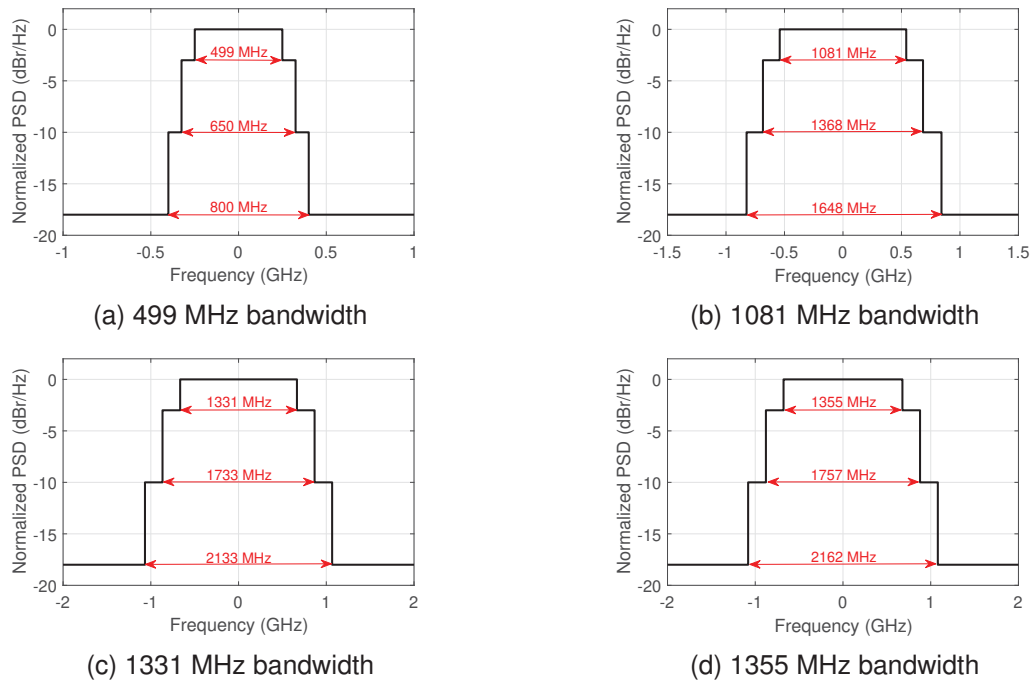 0
-5
-10
-15
-20
Normalized PSD (dBr/Hz)
499 MHz
650 MHz
800 MHz
-1
-0.5
0
0.5
1
Frequency (GHz)
(a) 499 MHz bandwidth
0
-5
-10
-15
-20
Normalized PSD (dBr/Hz)
1081 MHz
1368 MHz
1648 MHz
-1.5
-1
-0.5
0
0.5
1
1.5
Frequency (GHz)
(b) 1081 MHz bandwidth
0
-5
-10
-15
-20
Normalized PSD (dBr/Hz)
1331 MHz
1733 MHz
2133 MHz
-2
-1
0
1
2
Frequency (GHz)
(c) 1331 MHz bandwidth
0
-5
-10
-15
-20
Normalized PSD (dBr/Hz)
1355 MHz
1757 MHz
2162 MHz
-2
-1
0
1
2
Frequency (GHz)
(d) 1355 MHz bandwidth